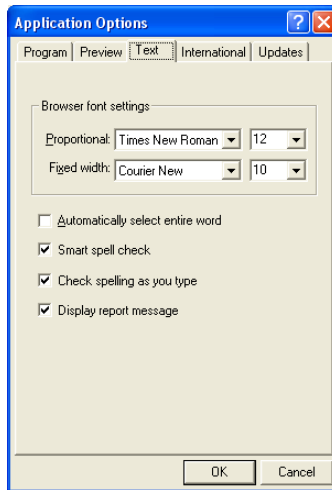 Application Options
Program Preview Text International Updates
Browser font settings
Proportional: Times New Roman 12
Fixed width: Courier New 10
Automatically select entire word
Smart spell check
Check spelling as you type
Display report message
OK Cancel